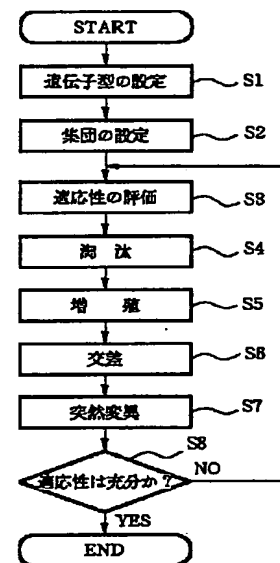 START
遺伝子型の設定 S1
集団の設定 S2
適応性の評価 S3
淘汰 S4
増殖 S5
交差 S6
突然変異 S7
S8
適応性は充分か? NO
YES
END